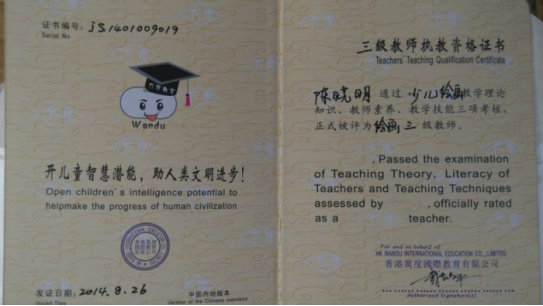 证书编号: jS1401009019
Serial No
Wandu
开儿童智慧潜能，助人类文明进步！
Open children's intelligence potential to
helpmake the progress of human civilization
发证日期: 2014.8.26
Issued Date
中国内地版本
Version of the Chinese mainland
三级教师执教资格证书
Teachers' Teaching Qualification Certificate
陈晓明 通过 少儿绘画教学理论
知识、教师素养、教学技能三项考核，
正式被评为绘画三级教师。
, Passed the examination
of Teaching Theory, Literacy of
Teachers and Teaching Techniques
assessed by , officially rated
as a teacher.
For and on behalf of
HK WANDU INTERNATIONAL EDUCATION CO.,LIMITED
香港萬度國際教育有限公司
Authorized Signature(s)